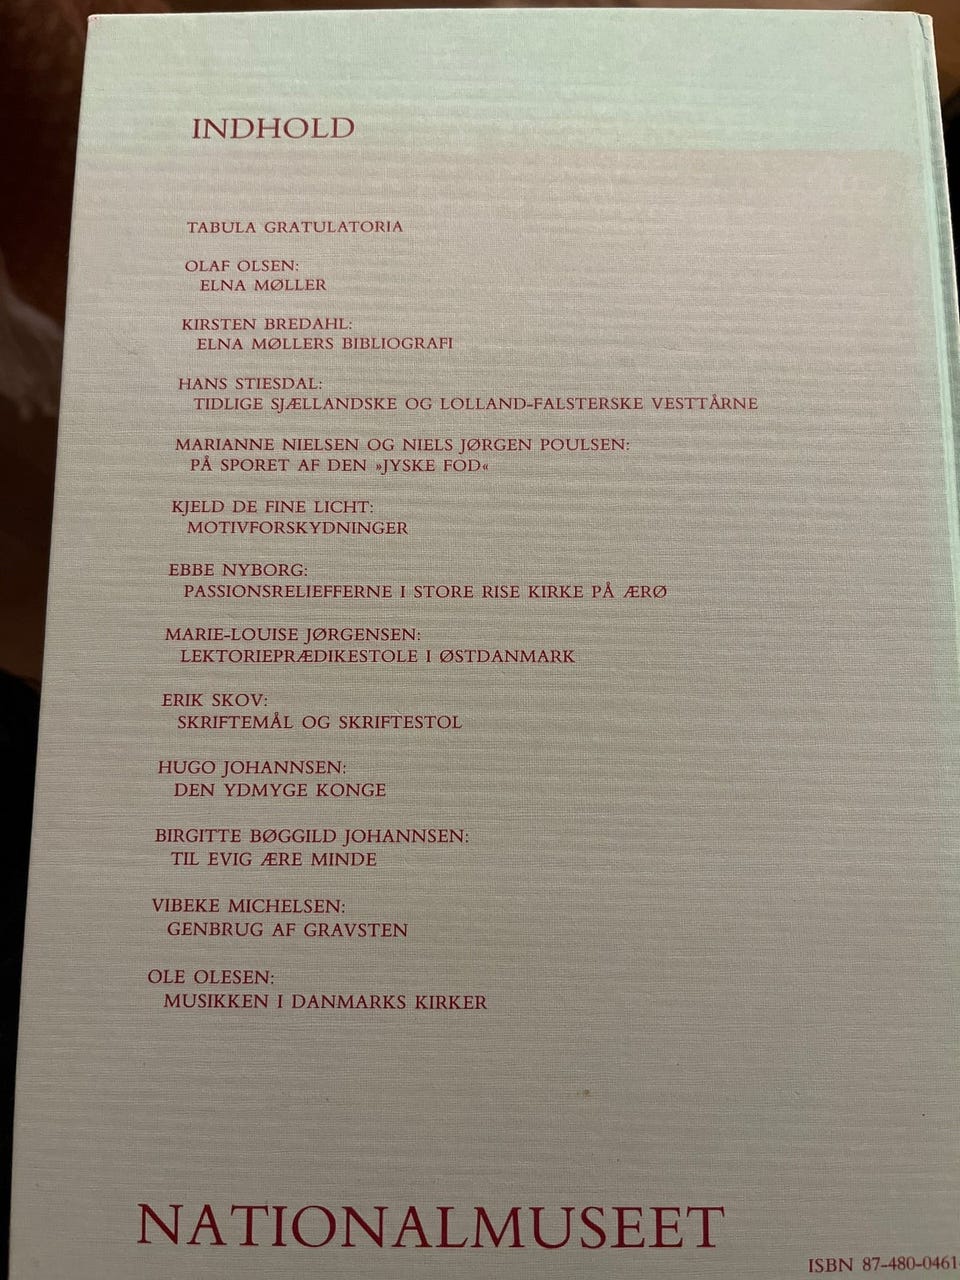 INDHOLD
TABULA GRATULATORIA
OLAF OLSEN:
ELNA MØLLER
KIRSTEN BREDAHL:
ELNA MØLLERS BIBLIOGRAFI
HANS STIESDAL:
TIDLIGE SJÆLLANDSKE OG LOLLAND-FALSTERSKE VESTTÅRNE
MARIANNE NIELSEN OG NIELS JØRGEN POULSEN:
PÅ SPORET AF DEN »JYSKE FOD«
KJELD DE FINE LICHT:
MOTIVFORSKYDNINGER
EBBE NYBORG:
PASSIONSRELIEFFERNE I STORE RISE KIRKE PÅ ÆRØ
MARIE-LOUISE JØRGENSEN:
LEKTORIEPRÆDIKESTOLE I ØSTDANMARK
ERIK SKOV:
SKRIFTEMÅL OG SKRIFTESTOL
HUGO JOHANNSEN:
DEN YDMYGE KONGE
BIRGITTE BØGGILD JOHANNSEN:
TIL EVIG ÆRE MINDE
VIBEKE MICHELSEN:
GENBRUG AF GRAVSTEN
OLE OLESEN:
MUSIKKEN I DANMARKS KIRKER
NATIONALMUSEET
ISBN 87-480-0461